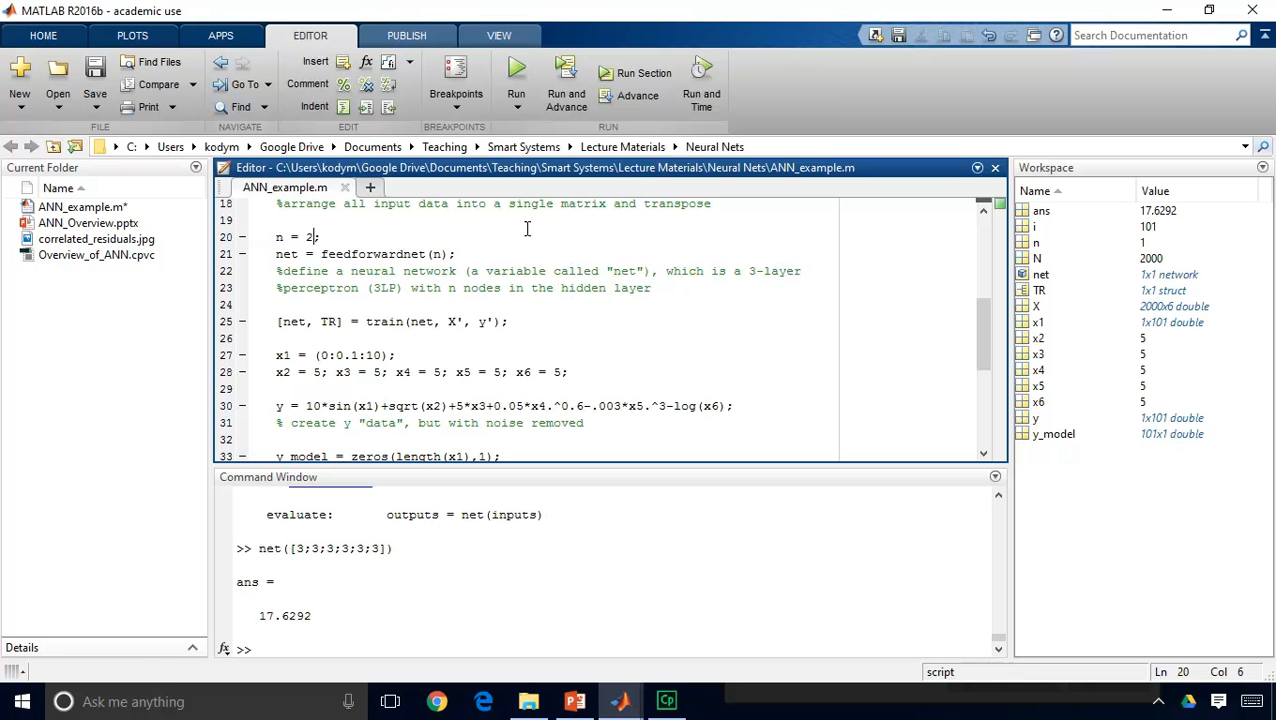 MATLAB R2016b - academic use
HOME PLOTS APPS EDITOR PUBLISH VIEW
Search Documentation
New Open Save
Find Files
Compare
Print
Go To
Find
Insert
Comment
Indent
Breakpoints
Run
Run and Advance
Run Section
Advance
Run and Time
FILE NAVIGATE EDIT BREAKPOINTS RUN
C: Users kodym Google Drive Documents Teaching Smart Systems Lecture Materials Neural Nets
Current Folder
Name
ANN_example.m*
ANN_Overview.pptx
correlated_residuals.jpg
Overview_of_ANN.cpvc
Details
Editor - C:\Users\kodym\Google Drive\Documents\Teaching\Smart Systems\Lecture Materials\Neural Nets\ANN_example.m
ANN_example.m
18 %arrange all input data into a single matrix and transpose
19
20 - n = 2;
21 - net = feedforwardnet(n);
22 %define a neural network (a variable called "net"), which is a 3-layer
23 %perceptron (3LP) with n nodes in the hidden layer
24
25 - [net, TR] = train(net, X', y');
26
27 - x1 = (0:0.1:10);
28 - x2 = 5; x3 = 5; x4 = 5; x5 = 5; x6 = 5;
29
30 - y = 10*sin(x1)+sqrt(x2)+5*x3+0.05*x4.^0.6-.003*x5.^3-log(x6);
31 % create y "data", but with noise removed
32
33 - y_model = zeros(length(x1),1);
Command Window
evaluate: outputs = net(inputs)
>> net([3;3;3;3;3;3])
ans =
17.6292
fx >>
Workspace
Name Value
ans 17.6292
i 101
n 1
N 2000
net 1x1 network
TR 1x1 struct
X 2000x6 double
x1 1x101 double
x2 5
x3 5
x4 5
x5 5
x6 5
y 1x101 double
y_model 101x1 double
script Ln 20 Col 6
Ask me anything